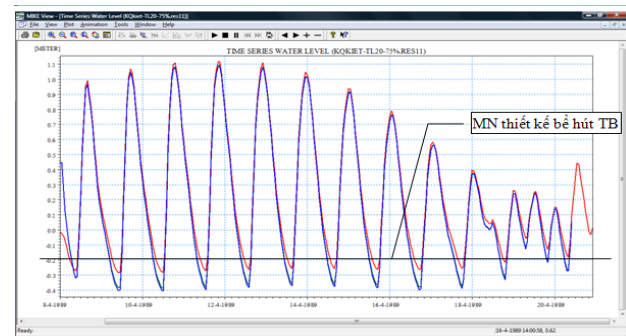 MIKE View - [Time Series Water Level (KQKIET-TL20-75%.res11)]
File View Plot Animation Tools Window Help
[METER]
TIME SERIES WATER LEVEL (KQKIET-TL20-75%.RES11)
1.1
1.0
0.9
0.8
0.7
0.6
0.5
0.4
0.3
0.2
0.1
0.0
-0.1
-0.2
-0.3
-0.4
MN thiết kế bể hút TB
8-4-1989 10-4-1989 12-4-1989 14-4-1989 16-4-1989 18-4-1989 20-4-1989
Ready 16-4-1989 14:00:58, 0.62